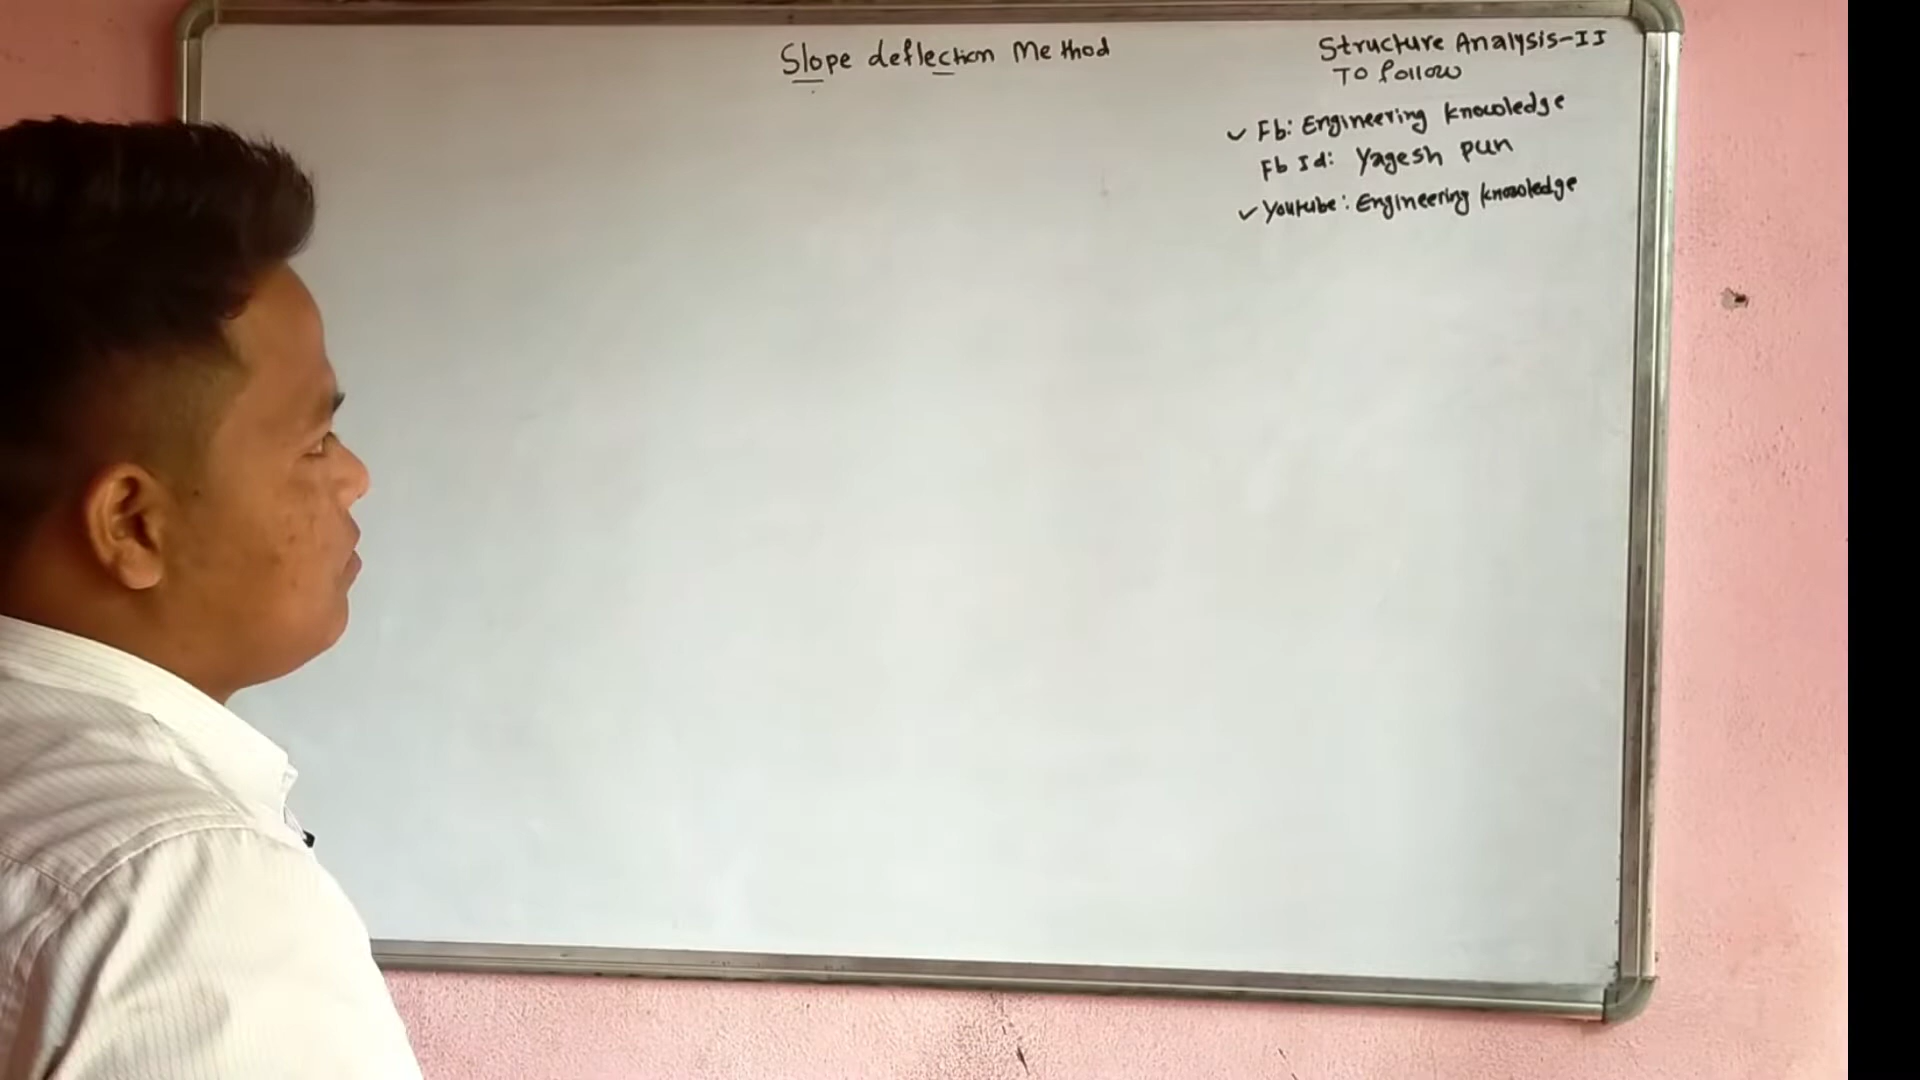 Slope deflection Method
Structure Analysis-II
To follow
✓ Fb: Engineering knowledge
Fb Id: Yagesh pun
✓ Youtube: Engineering knowledge